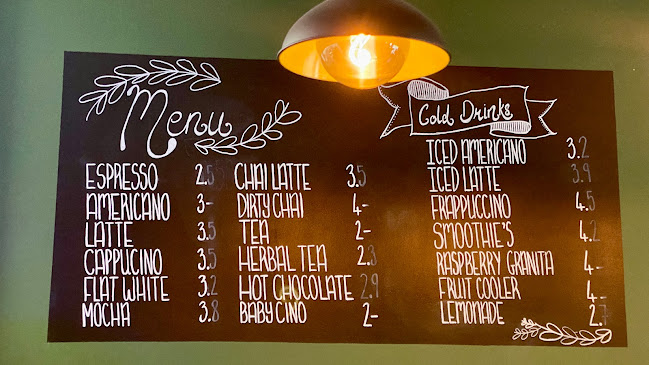 Menu
ESPRESSO 2.5
AMERICANO 3-
LATTE 3.5
CAPPUCINO 3.5
FLAT WHITE 3.2
MOCHA 3.8
CHAI LATTE 3.5
DIRTY CHAI 4-
TEA 2-
HERBAL TEA 2.3
HOT CHOCOLATE 2.9
BABY CINO 2-
Cold Drinks
ICED AMERICANO 3.2
ICED LATTE 3.9
FRAPPUCCINO 4.5
SMOOTHIE'S 4.2
RASPBERRY GRANITA 4-
FRUIT COOLER 4-
LEMONADE 2.7